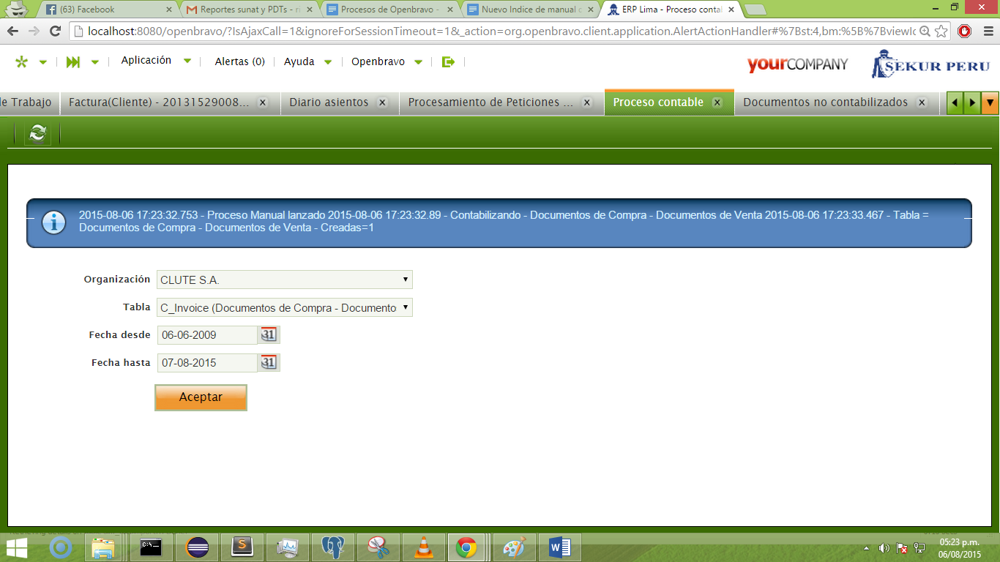 (63) Facebook
Reportes sunat y PDTs - ri
Procesos de Openbravo -
Nuevo Indice de manual c
ERP Lima - Proceso conta
localhost:8080/openbravo/?IsAjaxCall=1&ignoreForSessionTimeout=1&_action=org.openbravo.client.application.AlertActionHandler#%7Bst:4,bm:%5B%7BviewId
Aplicación
Alertas (0)
Ayuda
Openbravo
yourCOMPANY
SEKUR PERU
de Trabajo
Factura(Cliente) - 20131529008...
Diario asientos
Procesamiento de Peticiones ...
Proceso contable
Documentos no contabilizados
2015-08-06 17:23:32.753 - Proceso Manual lanzado 2015-08-06 17:23:32.89 - Contabilizando - Documentos de Compra - Documentos de Venta 2015-08-06 17:23:33.467 - Tabla =
Documentos de Compra - Documentos de Venta - Creadas=1
Organización
CLUTE S.A.
Tabla
C_Invoice (Documentos de Compra - Documento
Fecha desde
06-06-2009
31
Fecha hasta
07-08-2015
31
Aceptar
C:\
S
W
05:23 p.m.
06/08/2015